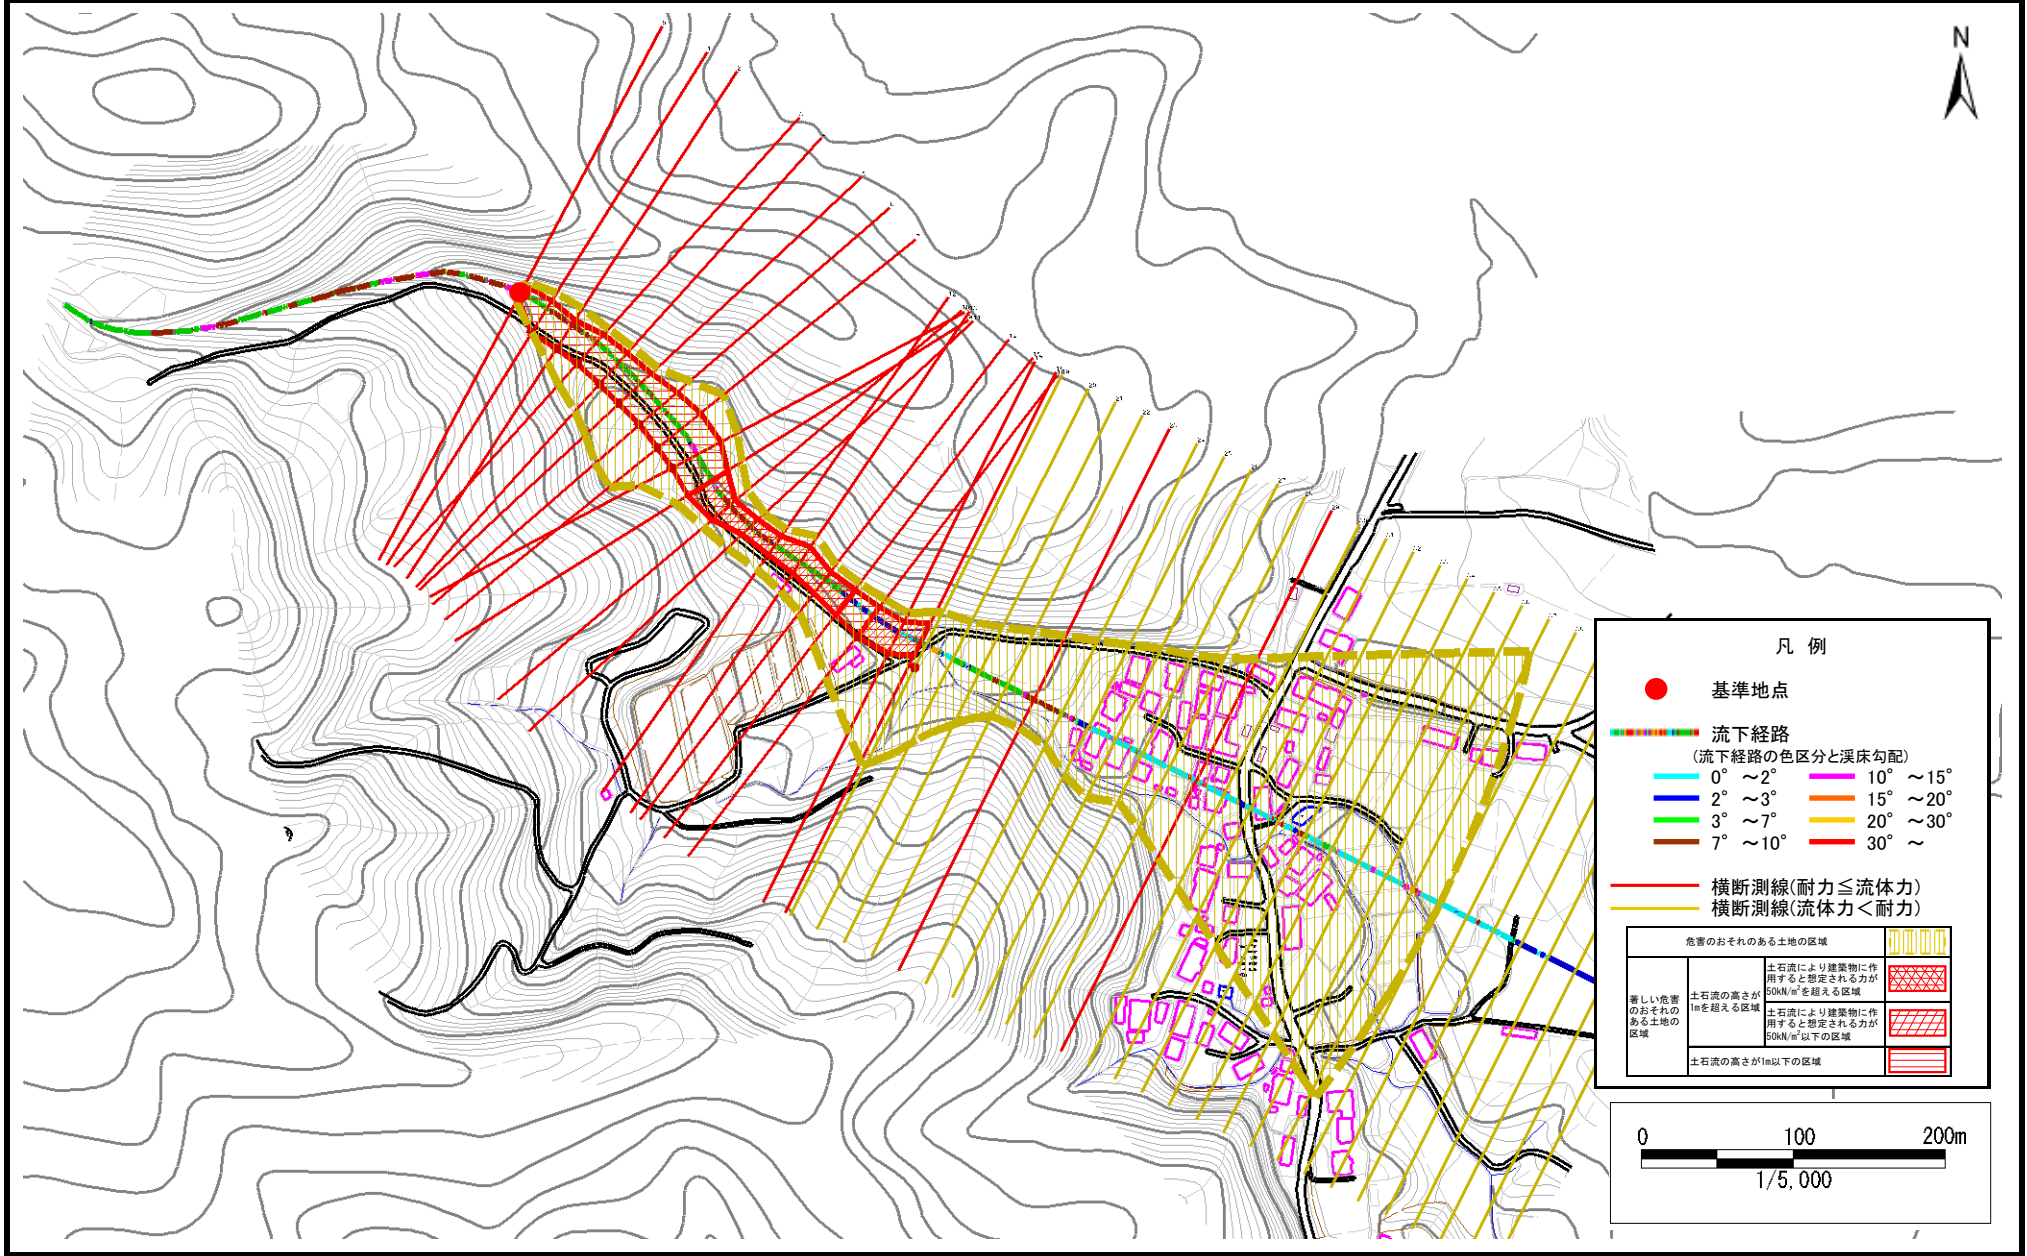 N
凡 例
基準地点
流下経路
(流下経路の色区分と渓床勾配)
0° ～2° 10° ～15°
2° ～3° 15° ～20°
3° ～7° 20° ～30°
7° ～10° 30° ～
横断測線(耐力≦流体力)
横断測線(流体力＜耐力)
危害のおそれのある土地の区域
著しい危害
のおそれの
ある土地の
区域
土石流の高さが
1mを超える区域
土石流により建築物に作
用すると想定される力が
50kN/m²を超える区域
土石流により建築物に作
用すると想定される力が
50kN/m²以下の区域
土石流の高さが1m以下の区域
0 100 200m
1/5,000